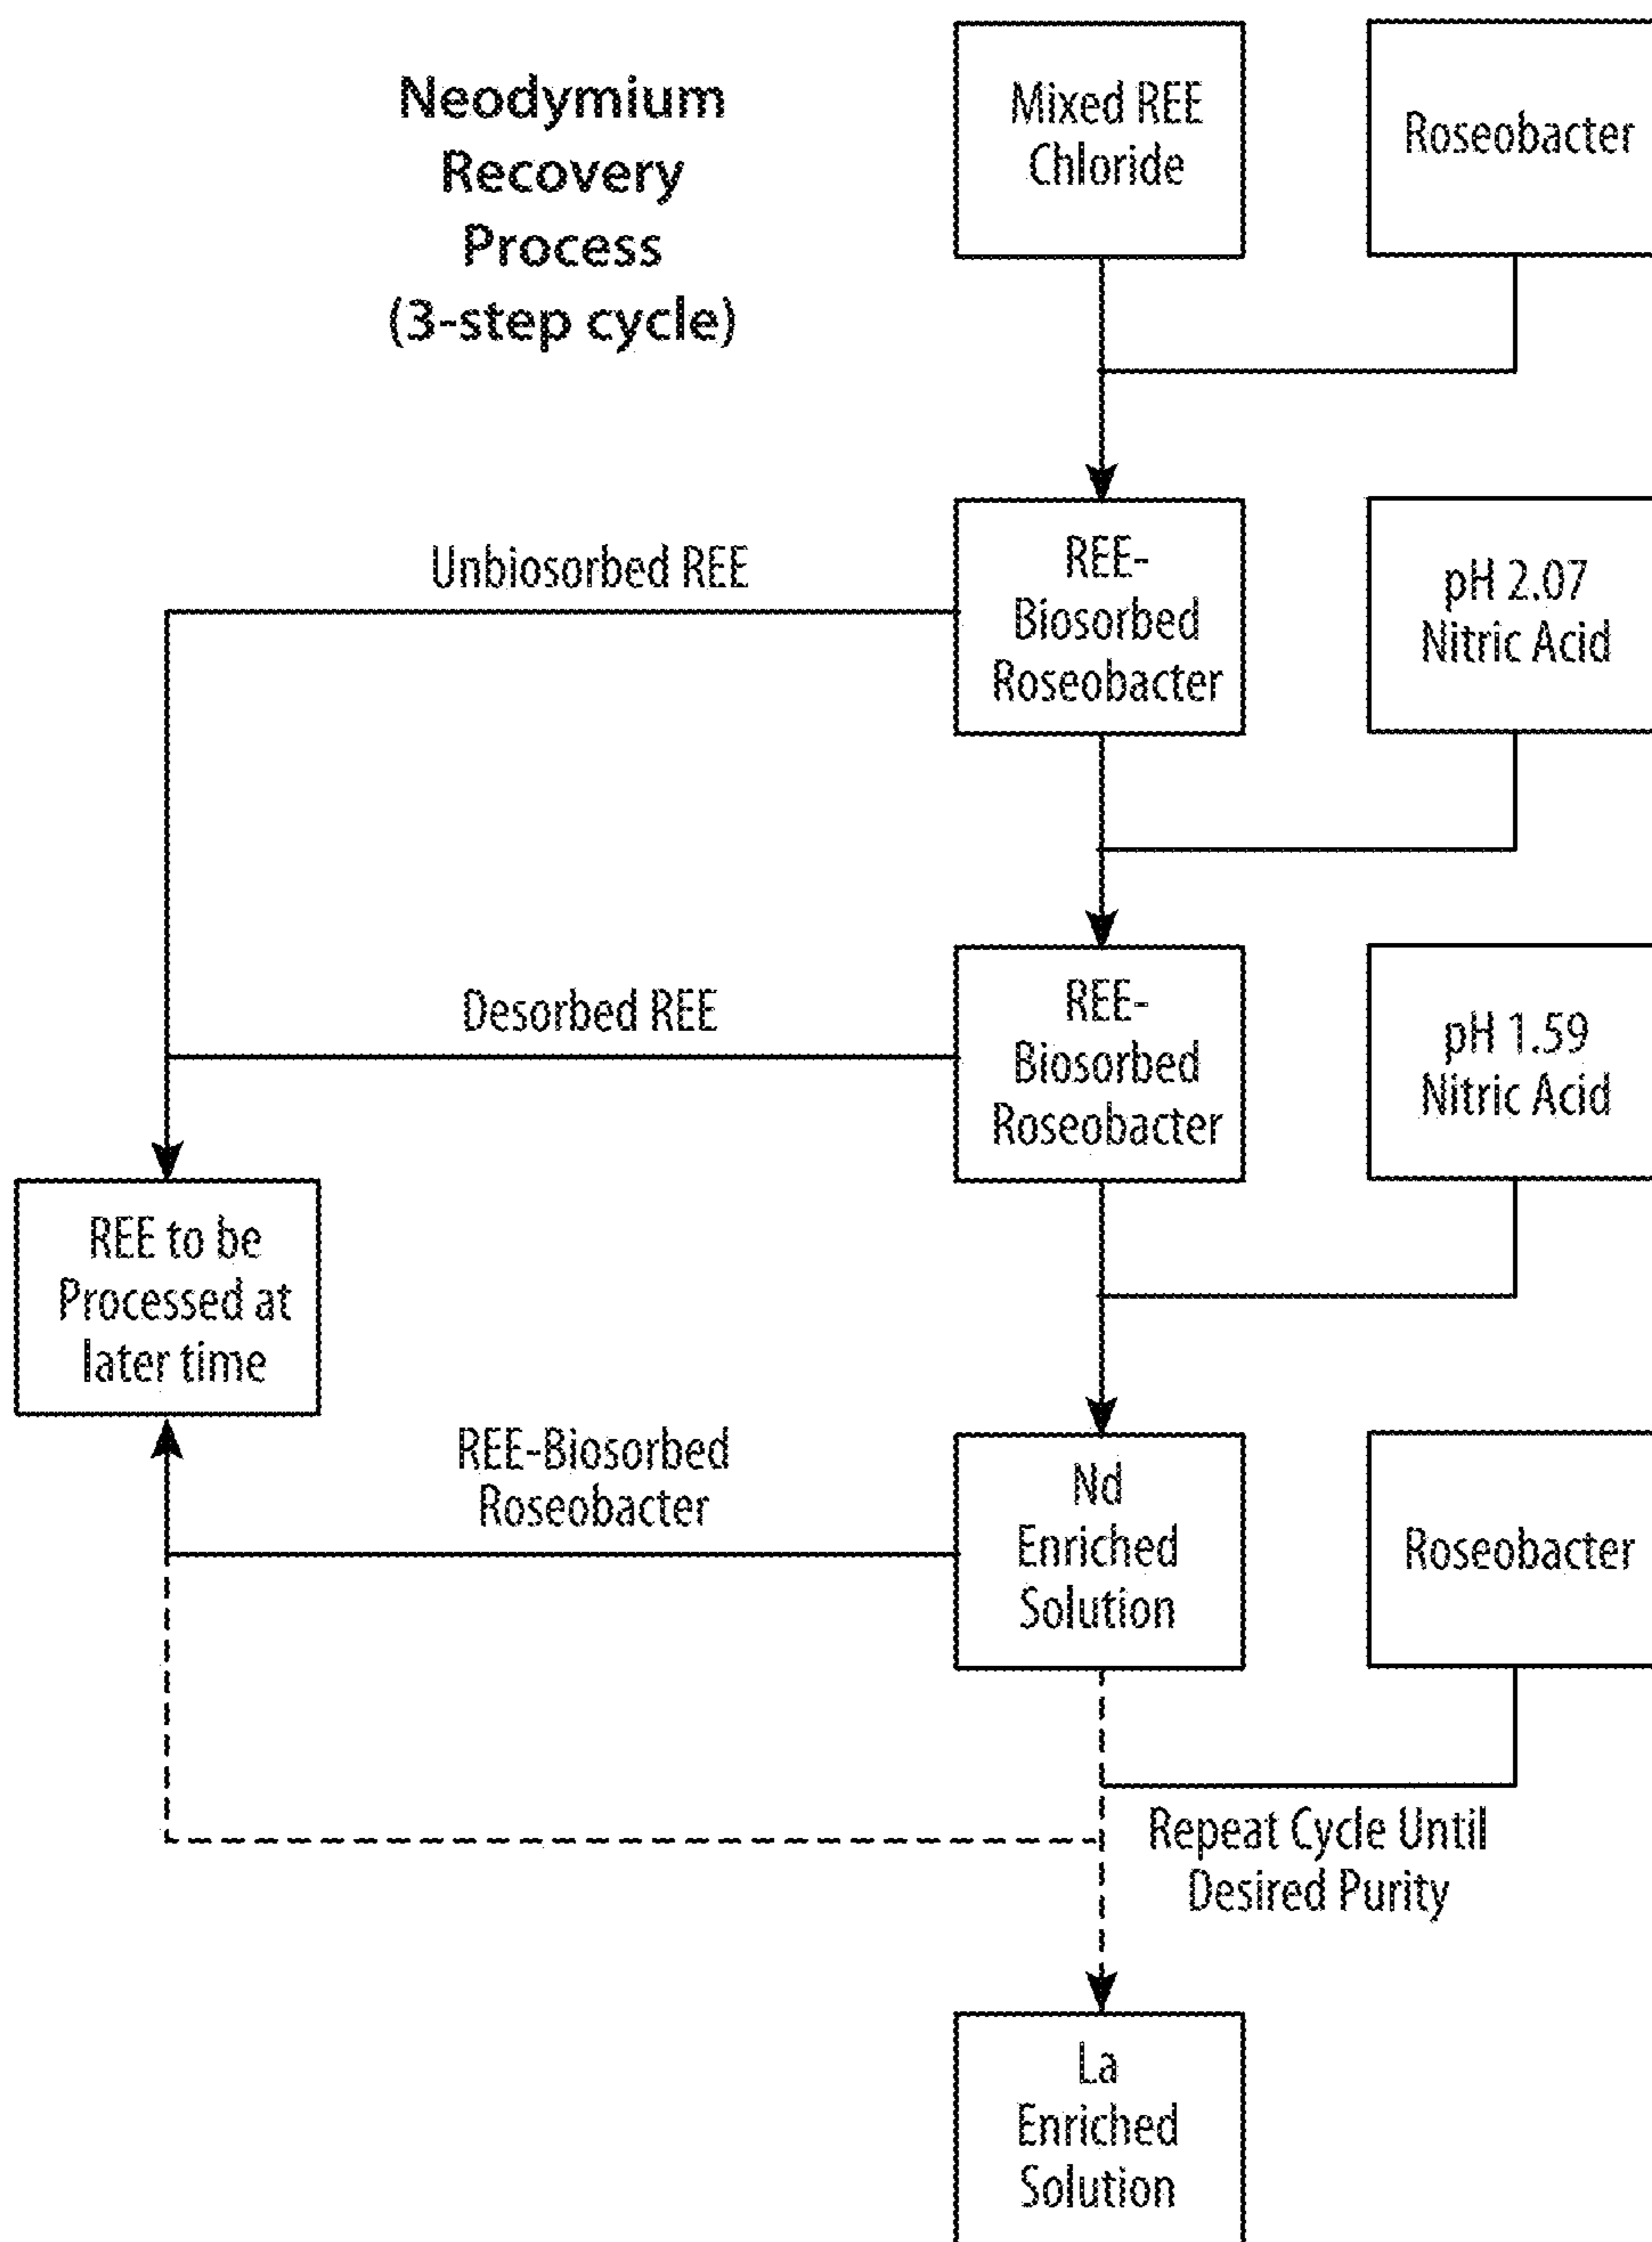 Neodymium
Recovery
Process
(3-step cycle)
Mixed REE
Chloride
Roseobacter
Unbiosorbed REE
REE-
Biosorbed
Roseobacter
pH 2.07
Nitric Acid
Desorbed REE
REE-
Biosorbed
Roseobacter
pH 1.59
Nitric Acid
REE to be
Processed at
later time
REE-Biosorbed
Roseobacter
Nd
Enriched
Solution
Roseobacter
Repeat Cycle Until
Desired Purity
La
Enriched
Solution